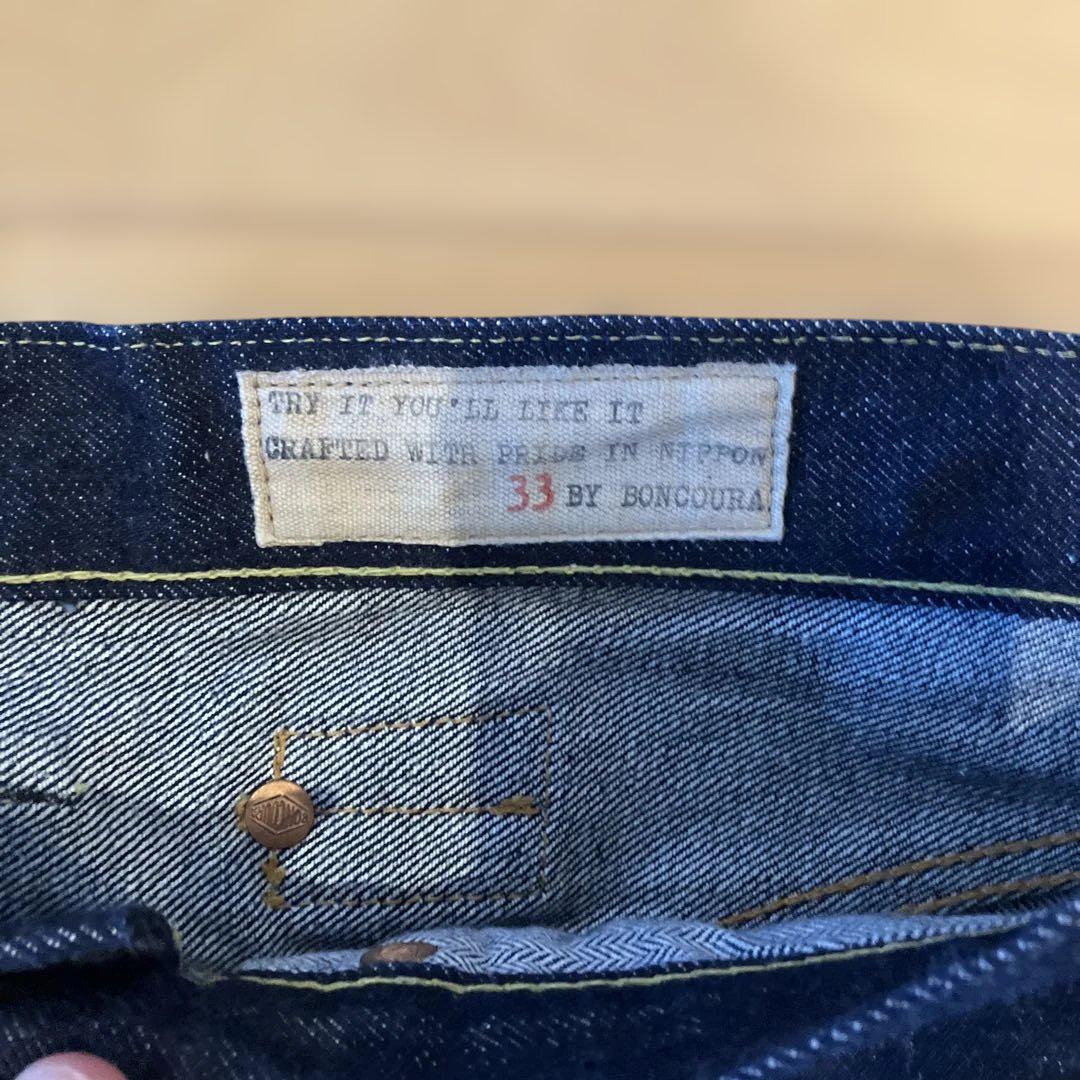 TRY IT YOU'LL LIKE IT
CRAFTED WITH PRIDE IN NIPPON
33 BY BONCOURA